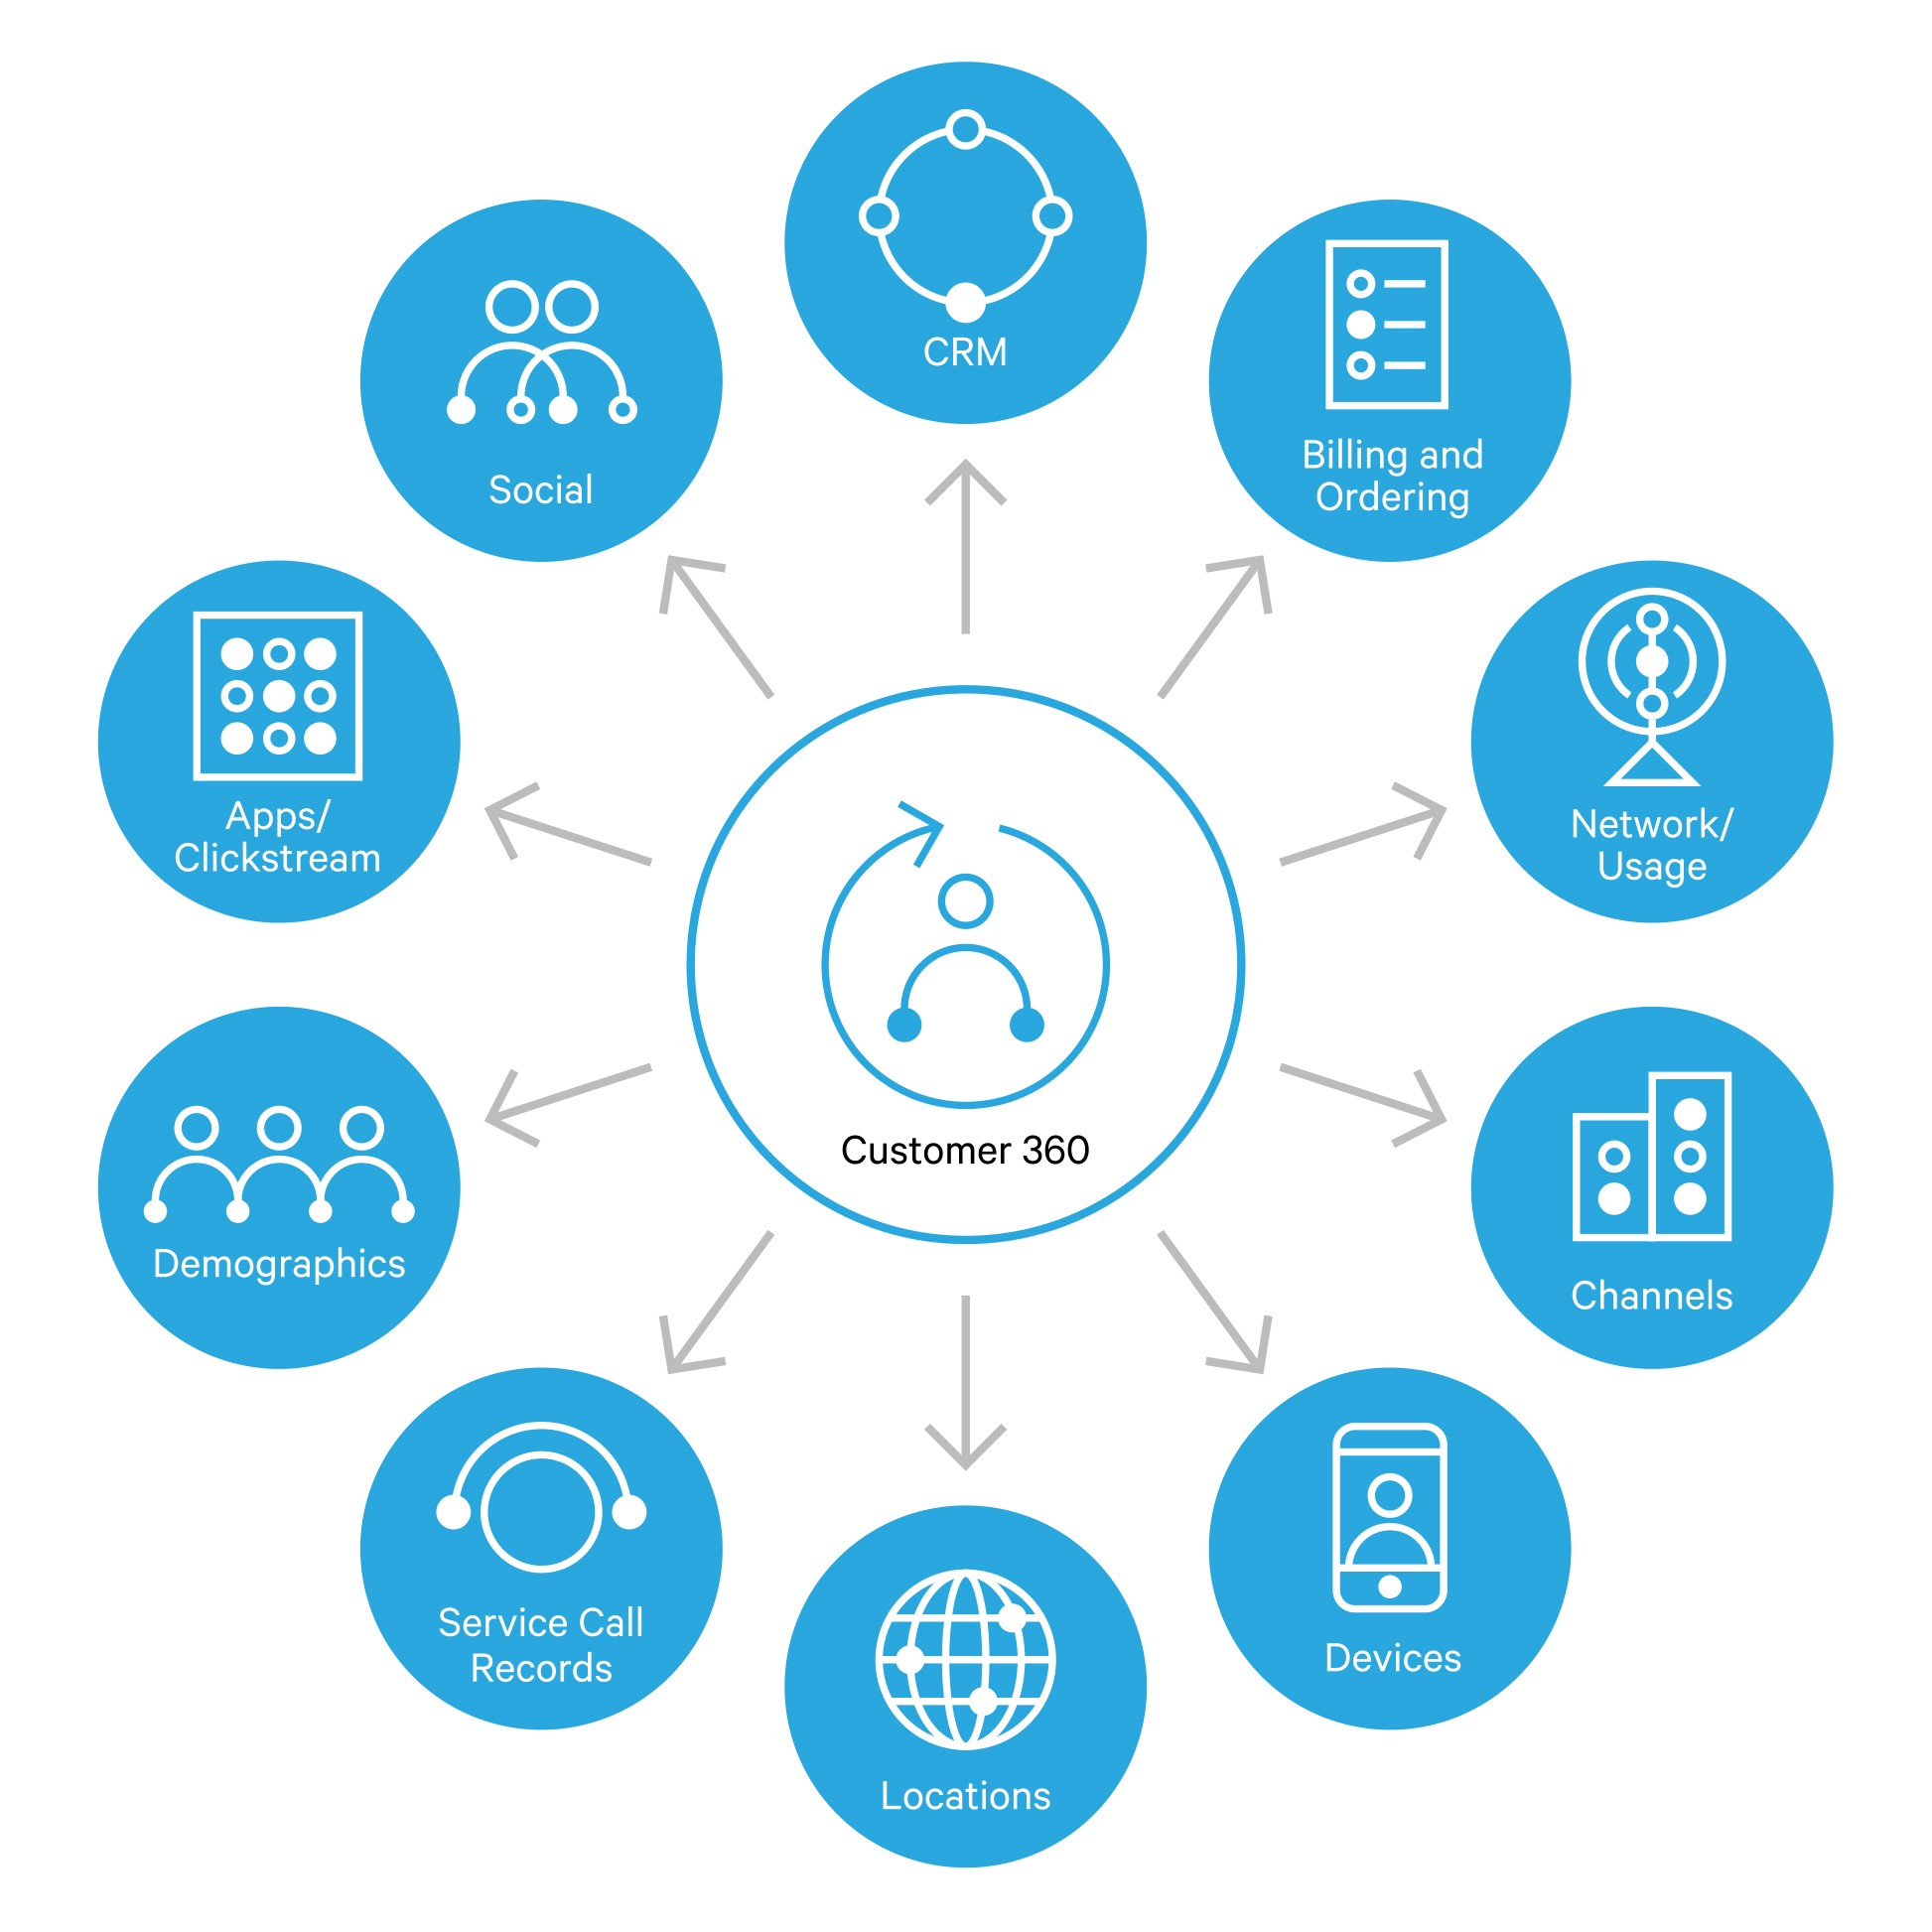 CRM
Billing and
Ordering
Network/
Usage
Channels
Devices
Locations
Service Call
Records
Demographics
Apps/
Clickstream
Social
Customer 360